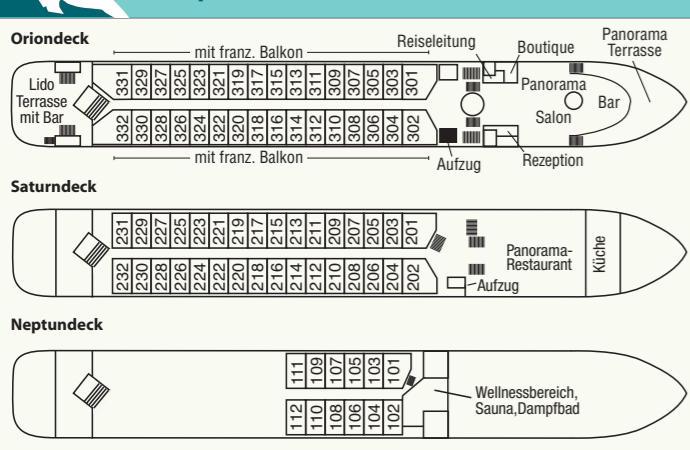 Oriondeck
mit franz. Balkon
Reiseleitung
Boutique
Panorama
Terrasse
Lido
Terrasse
mit Bar
331 329 327 325 323 321 319 317 315 313 311 309 307 305 303 301
Panorama
Salon
Bar
332 330 328 326 324 322 320 318 316 314 312 310 308 306 304 302
mit franz. Balkon
Aufzug
Rezeption
Saturndeck
231 229 227 225 223 221 219 217 215 213 211 209 207 205 203 201
Panorama-
Restaurant
Küche
232 230 228 226 224 222 220 218 216 214 212 210 208 206 204 202
Aufzug
Neptundeck
111 109 107 105 103 101
Wellnessbereich,
Sauna,Dampfbad
112 110 108 106 104 102